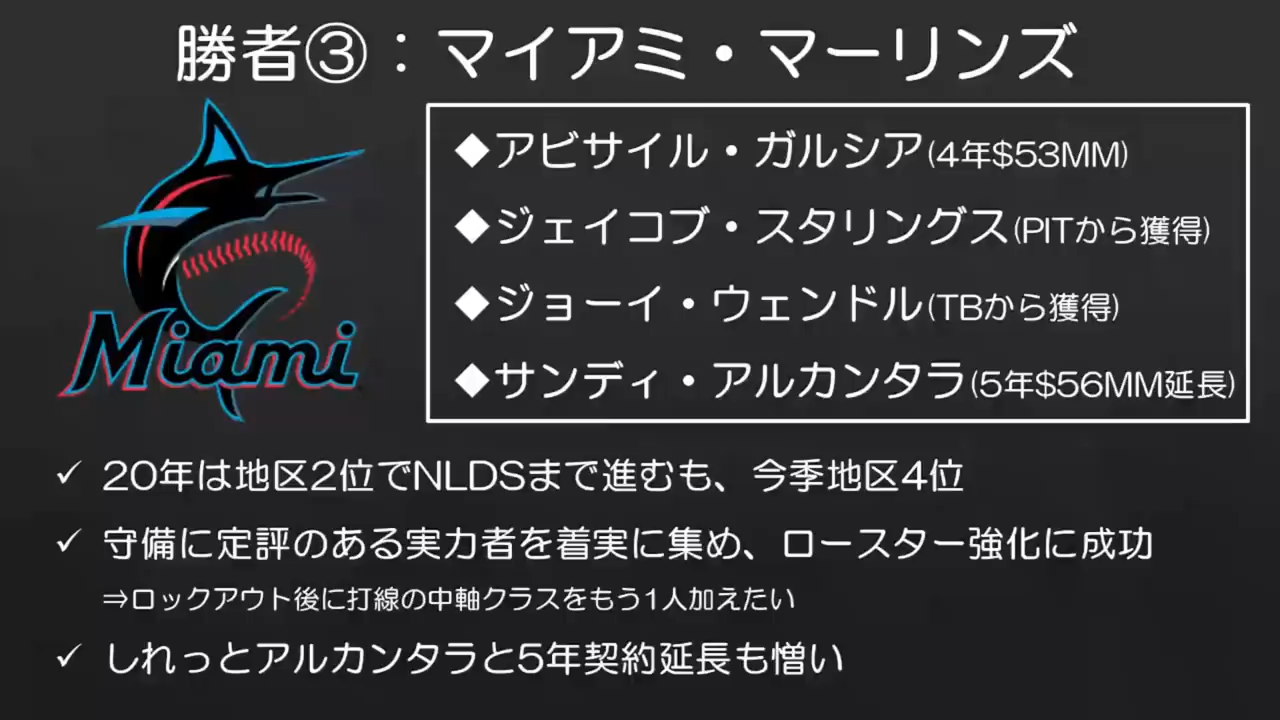 勝者③：マイアミ・マーリンズ
Miami
◆アビサイル・ガルシア(4年$53MM)
◆ジェイコブ・スタリングス(PITから獲得)
◆ジョーイ・ウェンドル(TBから獲得)
◆サンディ・アルカンタラ(5年$56MM延長)
✓ 20年は地区2位でNLDSまで進むも、今季地区4位
✓ 守備に定評のある実力者を着実に集め、ロースター強化に成功
⇒ロックアウト後に打線の中軸クラスをもう1人加えたい
✓ しれっとアルカンタラと5年契約延長も憎い